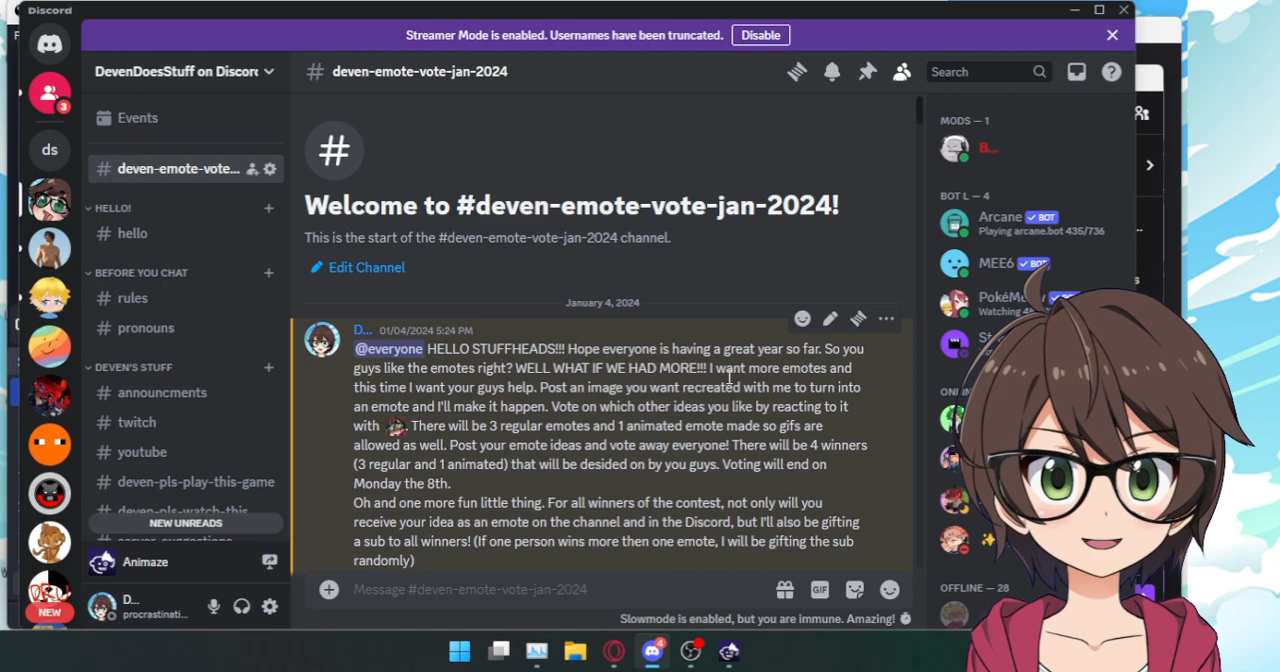 Discord
Streamer Mode is enabled. Usernames have been truncated.
Disable
DevenDoesStuff on Discord
deven-emote-vote-jan-2024
Search
3
Events
ds
deven-emote-vote...
HELLO!
hello
BEFORE YOU CHAT
rules
pronouns
DEVEN'S STUFF
announcments
twitch
youtube
deven-pls-play-this-game
deven-pls-watch-this
NEW UNREADS
Animaze
D...
procrastinati...
NEW
#
Welcome to #deven-emote-vote-jan-2024!
This is the start of the #deven-emote-vote-jan-2024 channel.
Edit Channel
January 4, 2024
D... 01/04/2024 5:24 PM
@everyone HELLO STUFFHEADS!!! Hope everyone is having a great year so far. So you
guys like the emotes right? WELL WHAT IF WE HAD MORE!!! I want more emotes and
this time I want your guys help. Post an image you want recreated with me to turn into
an emote and I'll make it happen. Vote on which other ideas you like by reacting to it
with . There will be 3 regular emotes and 1 animated emote made so gifs are
allowed as well. Post your emote ideas and vote away everyone! There will be 4 winners
(3 regular and 1 animated) that will be desided on by you guys. Voting will end on
Monday the 8th.
Oh and one more fun little thing. For all winners of the contest, not only will you
receive your idea as an emote on the channel and in the Discord, but I'll also be gifting
a sub to all winners! (If one person wins more then one emote, I will be gifting the sub
randomly)
Message #deven-emote-vote-jan-2024
GIF
Slowmode is enabled, but you are immune. Amazing!
MODS — 1
B...
BOT L — 4
Arcane BOT
Playing arcane.bot 435/736
MEE6 BOT
OFFLINE — 28
4